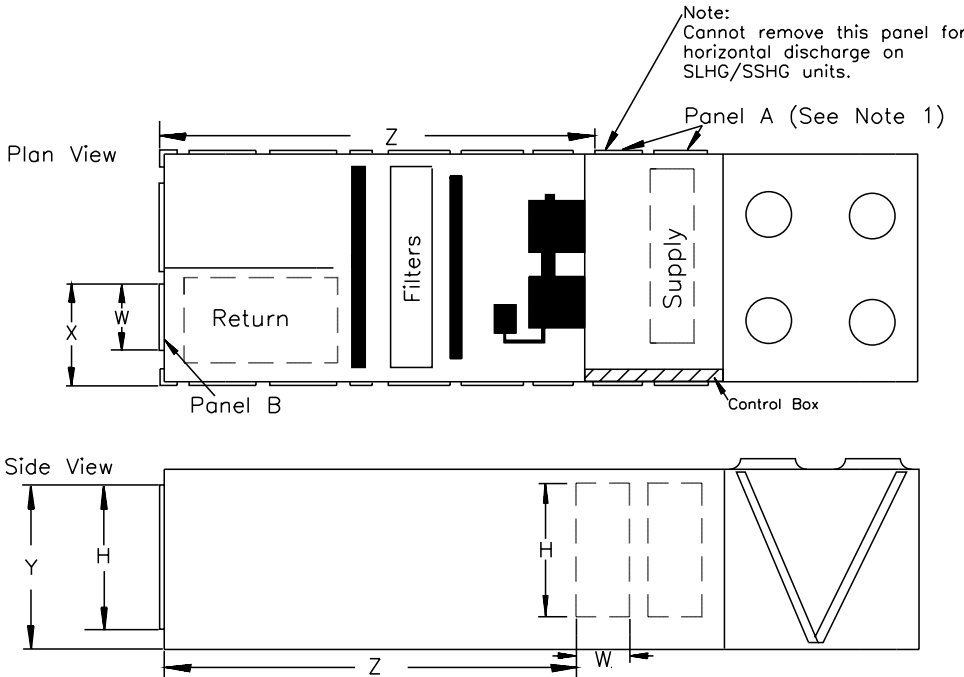 Note:
Cannot remove this panel for
horizontal discharge on
SLHG/SSHG units.
Panel A (See Note 1)
Z
Plan View
Filters
Supply
Return
X
W
Panel B
Control Box
Side View
Y
H
H
Z
W.